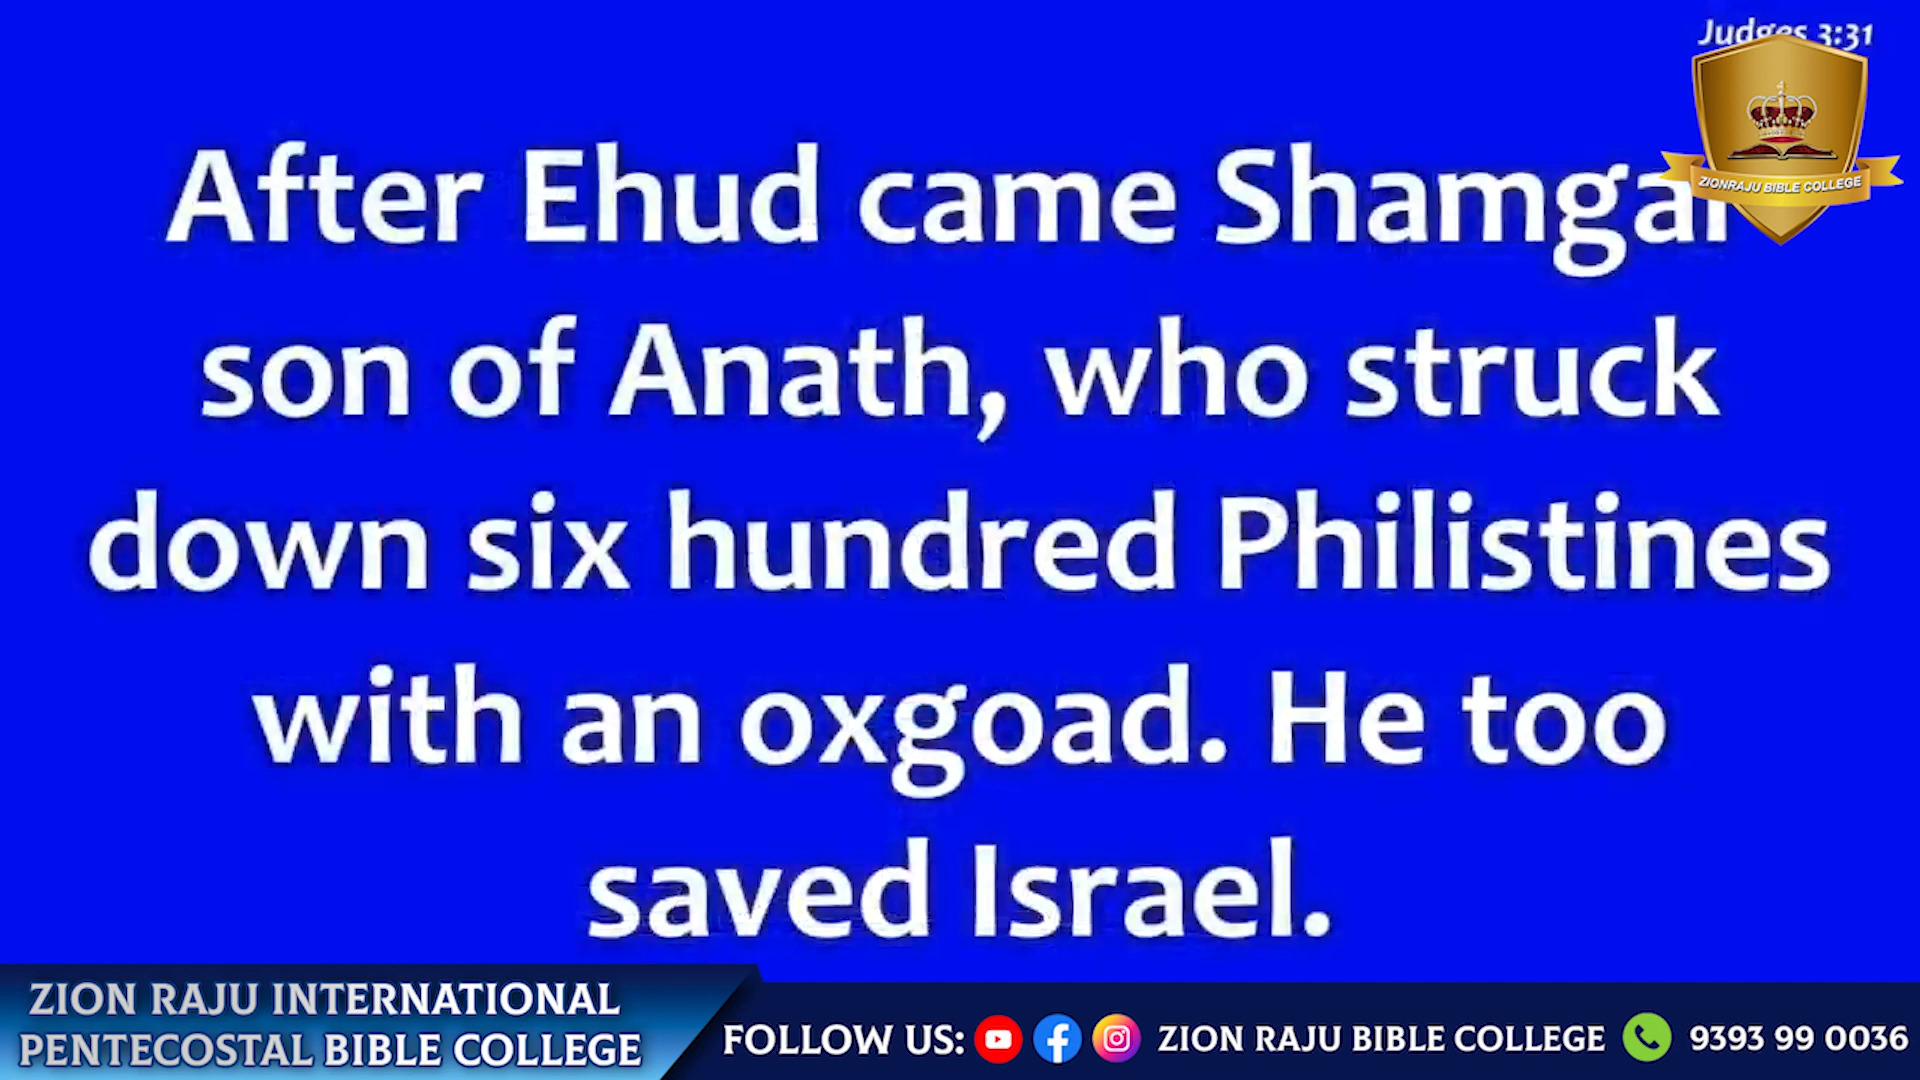 Judges 3:31
After Ehud came Shamgar
son of Anath, who struck
down six hundred Philistines
with an oxgoad. He too
saved Israel.
ZIONRAJU BIBLE COLLEGE
ZION RAJU INTERNATIONAL
PENTECOSTAL BIBLE COLLEGE
FOLLOW US: ZION RAJU BIBLE COLLEGE 9393 99 0036